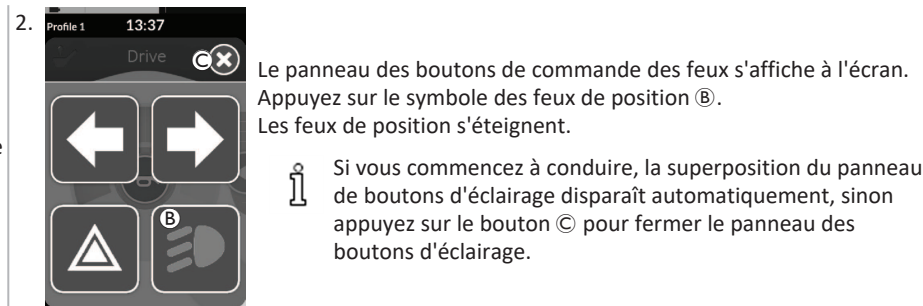 2.
Profile 1 13:37
Drive
Ⓒ
Ⓑ
Le panneau des boutons de commande des feux s'affiche à l'écran.
Appuyez sur le symbole des feux de position Ⓑ.
Les feux de position s'éteignent.
Si vous commencez à conduire, la superposition du panneau
de boutons d'éclairage disparaît automatiquement, sinon
appuyez sur le bouton Ⓒ pour fermer le panneau des
boutons d'éclairage.
e